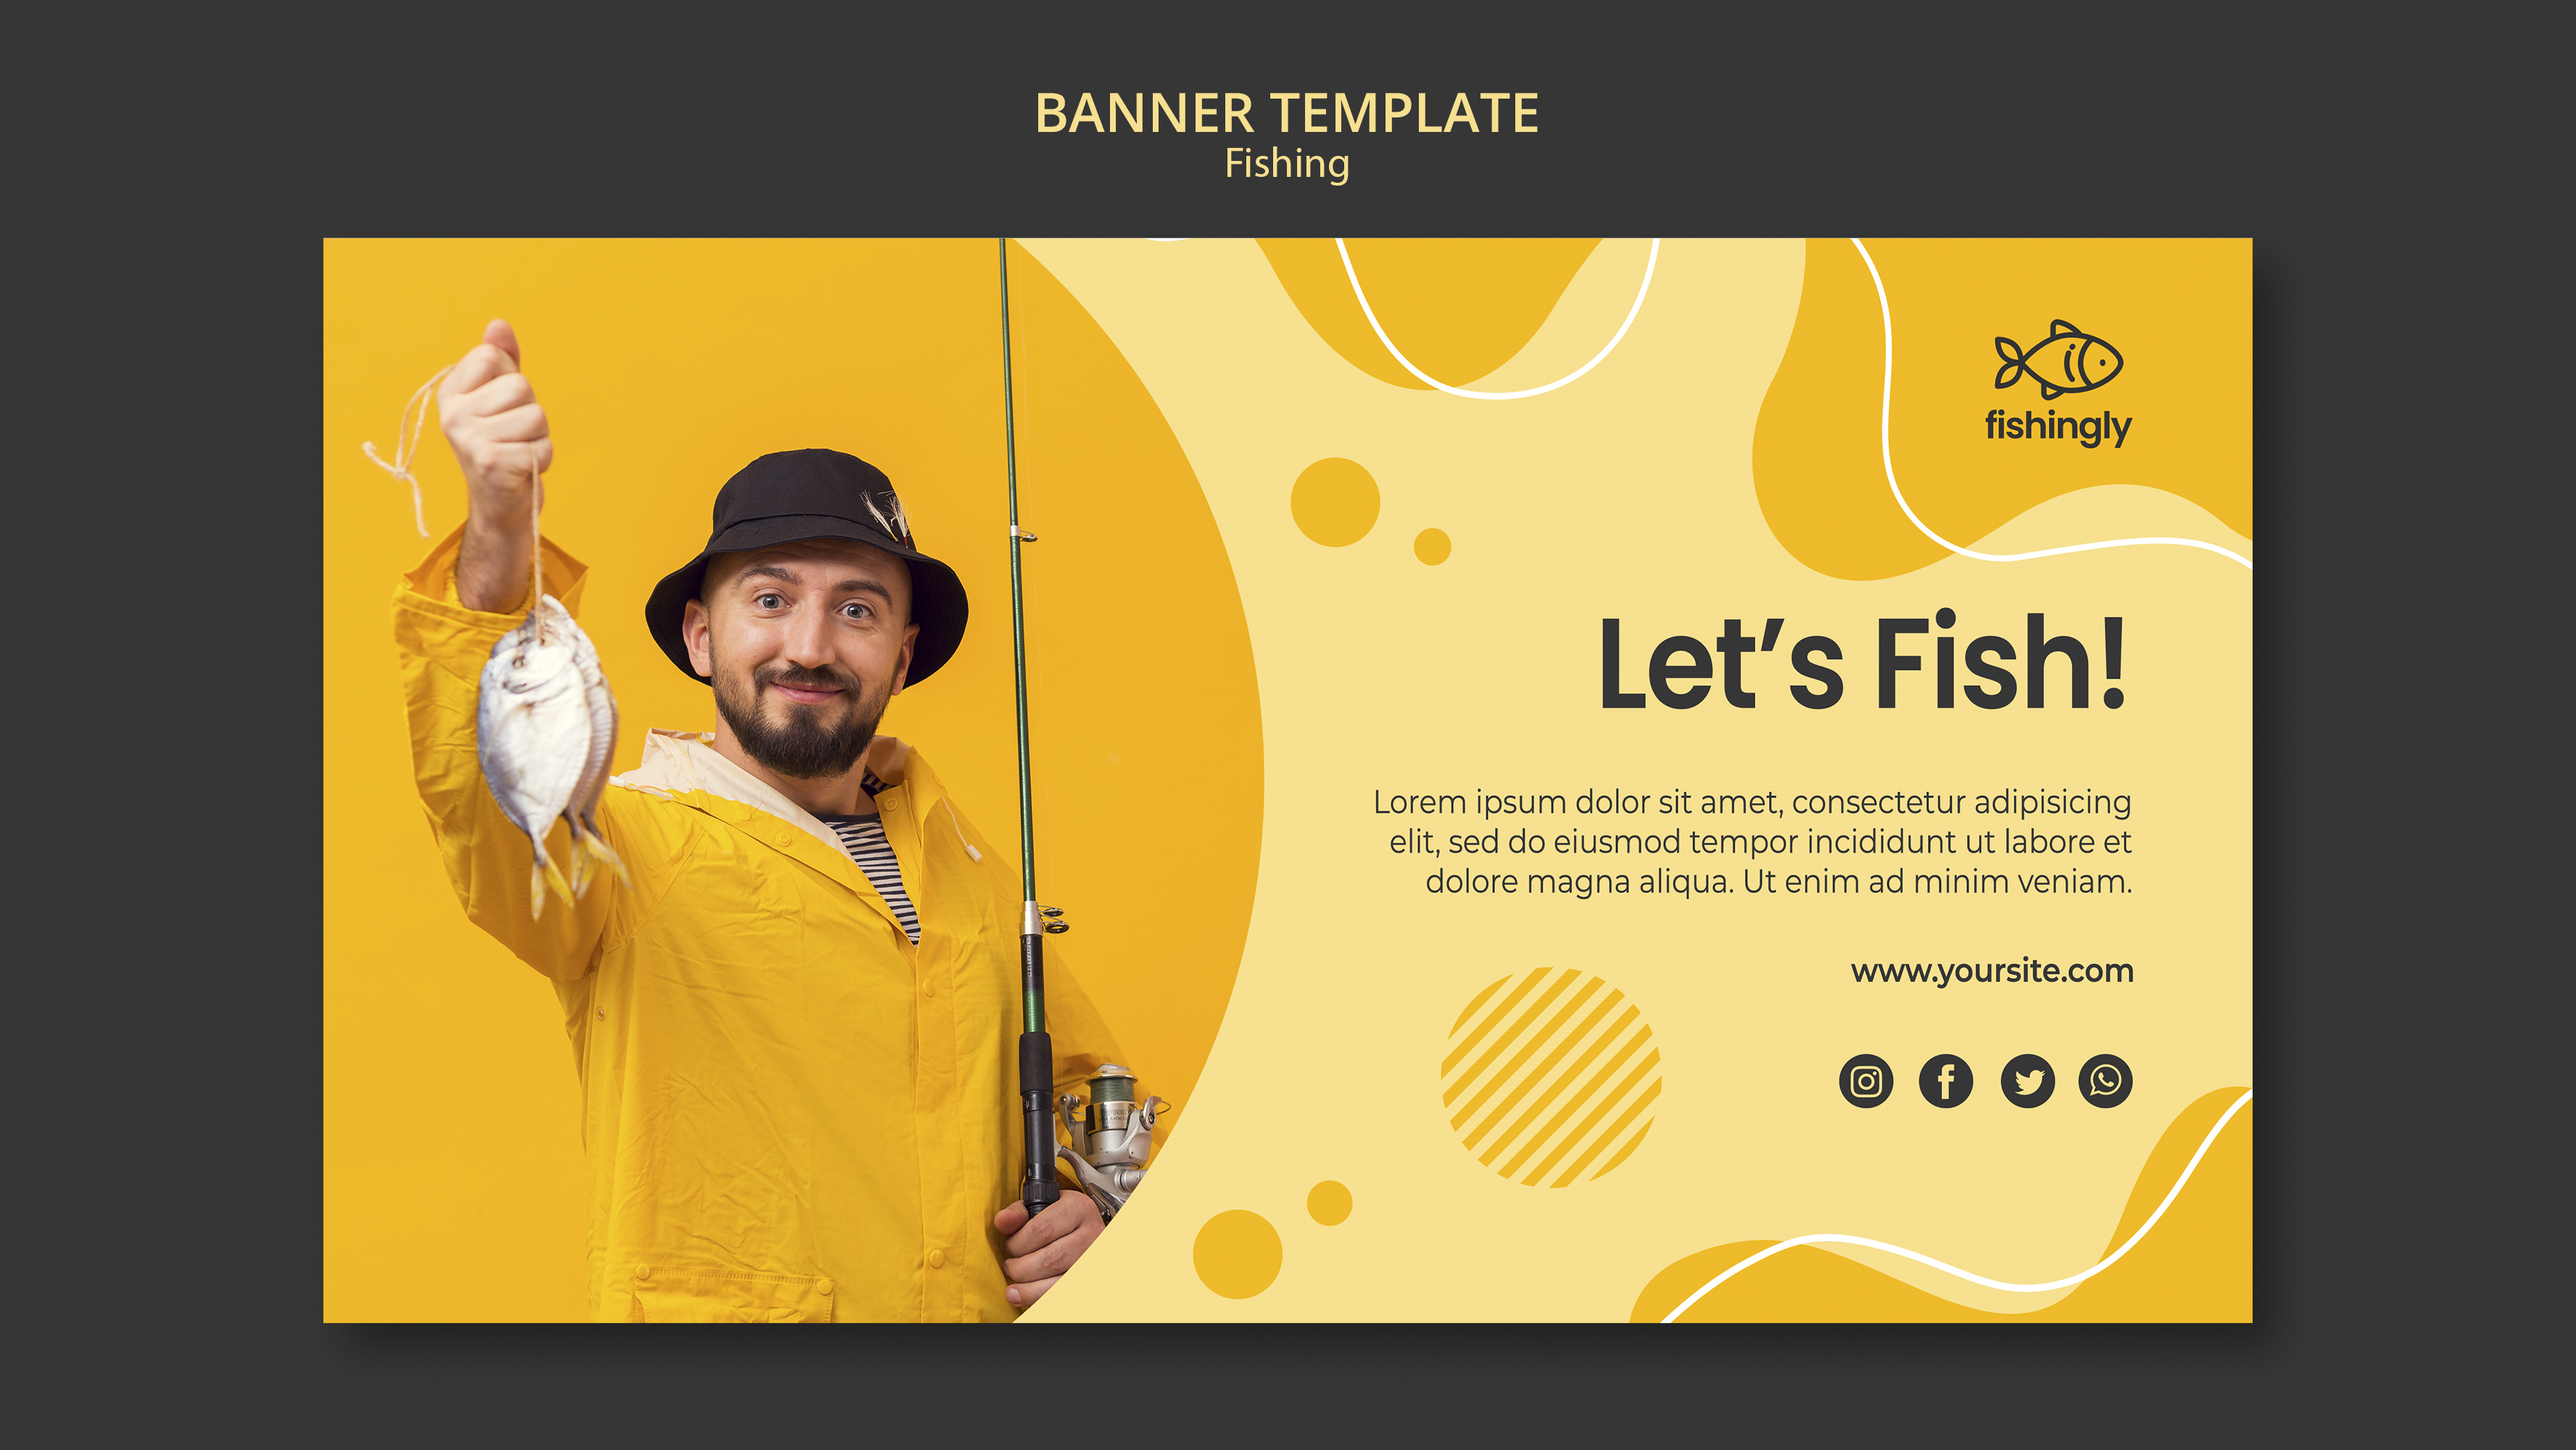 BANNER TEMPLATE
Fishing
fishingly
Let’s Fish!
Lorem ipsum dolor sit amet, consectetur adipisicing
elit, sed do eiusmod tempor incididunt ut labore et
dolore magna aliqua. Ut enim ad minim veniam.
www.yoursite.com